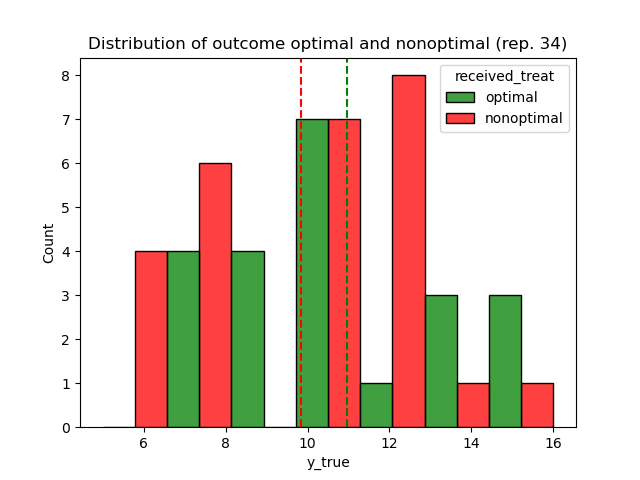 Distribution of outcome optimal and nonoptimal (rep. 34)
received_treat
optimal
nonoptimal
8
7
6
5
4
3
2
1
0
Count
6 8 10 12 14 16
y_true